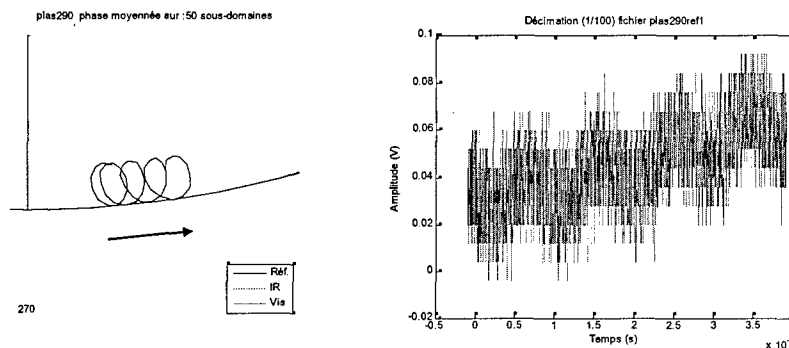 plas290 phase moyennée sur :50 sous-domaines
270
Réf.
IR
Vis
Décimation (1/100) fichier plas290ref1
Amplitude (V)
0.1
0.08
0.06
0.04
0.02
0
-0.02
-0.5 0 0.5 1 1.5 2 2.5 3 3.5
Temps (s)